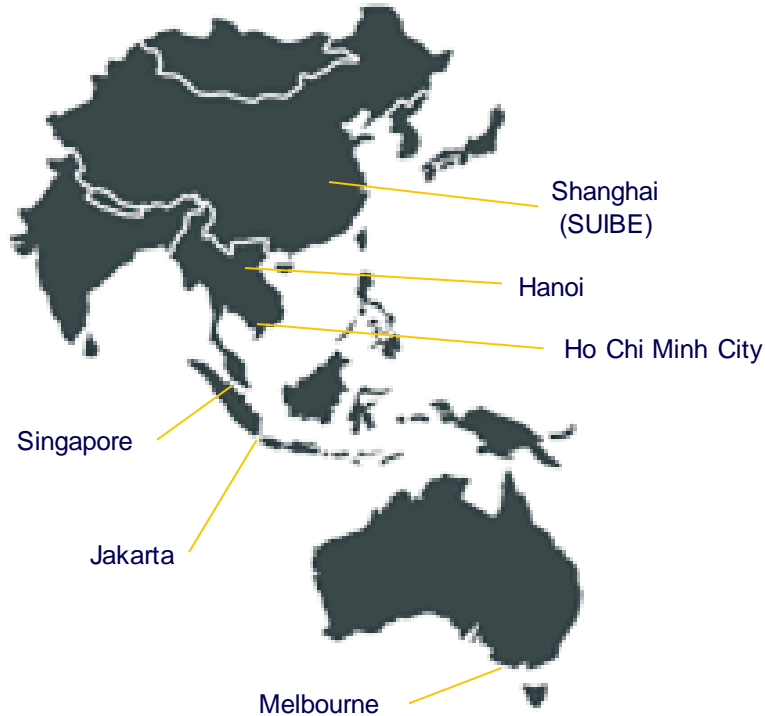 Shanghai
(SUIBE)
Hanoi
Ho Chi Minh City
Singapore
Jakarta
Melbourne